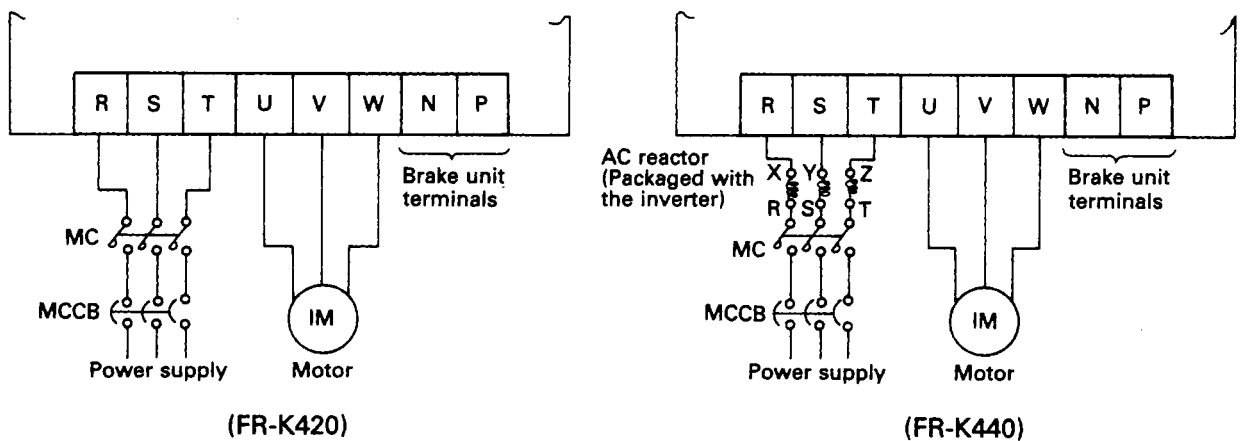 R S T U V W N P
Brake unit
terminals
MC
MCCB
IM
Power supply
Motor
(FR-K420)
R S T U V W N P
AC reactor
(Packaged with
the inverter)
X Y Z
R S T
Brake unit
terminals
MC
MCCB
IM
Power supply
Motor
(FR-K440)